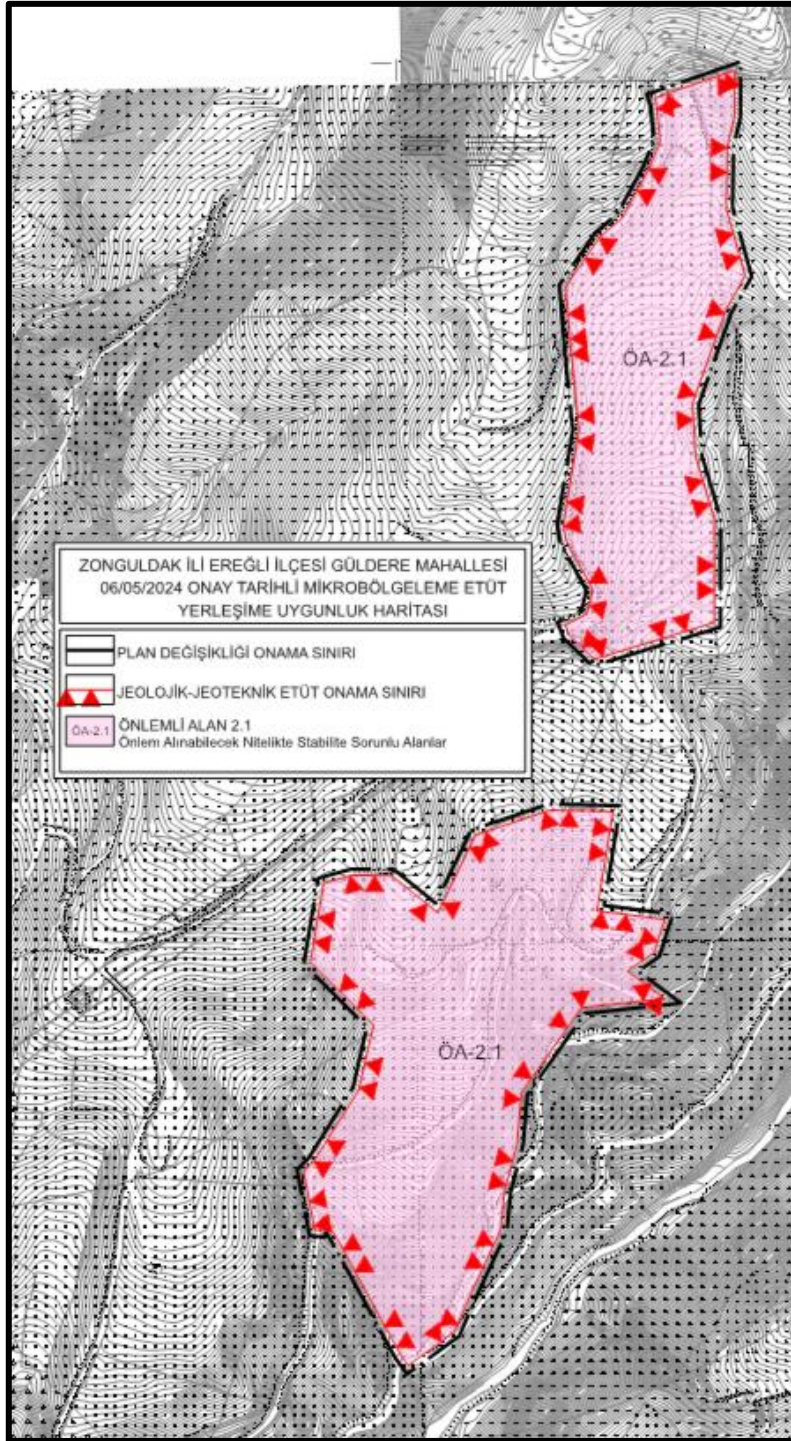 ÖA-2.1
ZONGULDAK İLİ EREĞLİ İLÇESİ GÜLDERE MAHALLESİ
06/05/2024 ONAY TARİHLİ MİKROBÖLGELEME ETÜT
YERLEŞİME UYGUNLUK HARİTASI
PLAN DEĞİŞİKLİĞİ ONAMA SINIRI
JEOLOJİK-JEOTEKNİK ETÜT ONAMA SINIRI
ÖA-2.1 ÖNLEMLİ ALAN 2.1
Önlem Alınabilecek Nitelikte Stabilite Sorunlu Alanlar
ÖA-2.1